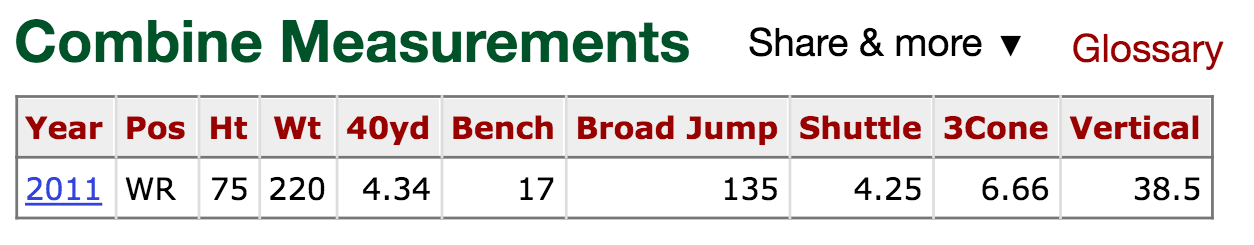 Combine Measurements Share & more ▼ Glossary
Year Pos Ht Wt 40yd Bench Broad Jump Shuttle 3Cone Vertical
2011 WR 75 220 4.34 17 135 4.25 6.66 38.5